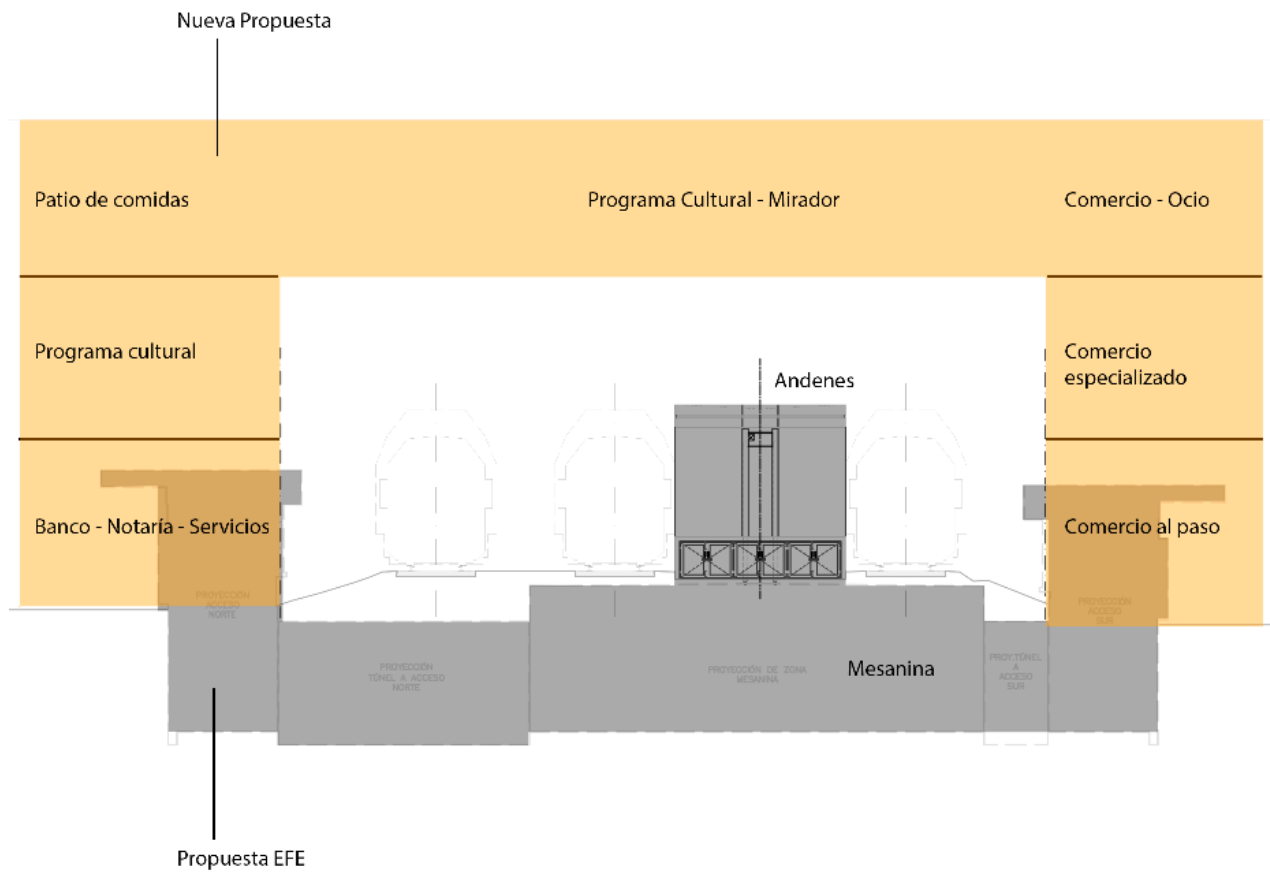 Nueva Propuesta
Patio de comidas
Programa Cultural - Mirador
Comercio - Ocio
Programa cultural
Comercio
especializado
Andenes
Banco - Notaría - Servicios
Comercio al paso
PROYECCIÓN
ACCESO
NORTE
PROYECCIÓN
ACCESO
SUR
PROYECCIÓN
TÚNEL A ACCESO
NORTE
PROYECCIÓN DE ZONA
MESANINA
Mesanina
PROY.TÚNEL
A
ACCESO
SUR
Propuesta EFE